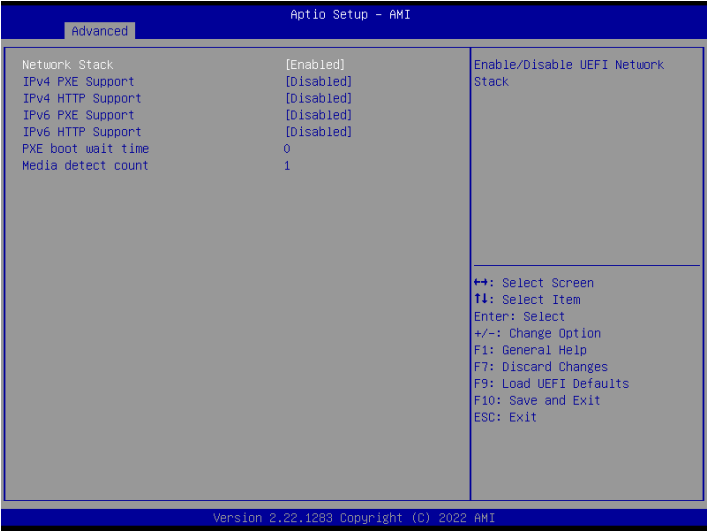 Aptio Setup - AMI
Advanced
Network Stack [Enabled]
IPv4 PXE Support [Disabled]
IPv4 HTTP Support [Disabled]
IPv6 PXE Support [Disabled]
IPv6 HTTP Support [Disabled]
PXE boot wait time 0
Media detect count 1
Enable/Disable UEFI Network
Stack
↔: Select Screen
↑↓: Select Item
Enter: Select
+/-: Change Option
F1: General Help
F7: Discard Changes
F9: Load UEFI Defaults
F10: Save and Exit
ESC: Exit
Version 2.22.1283 Copyright (C) 2022 AMI